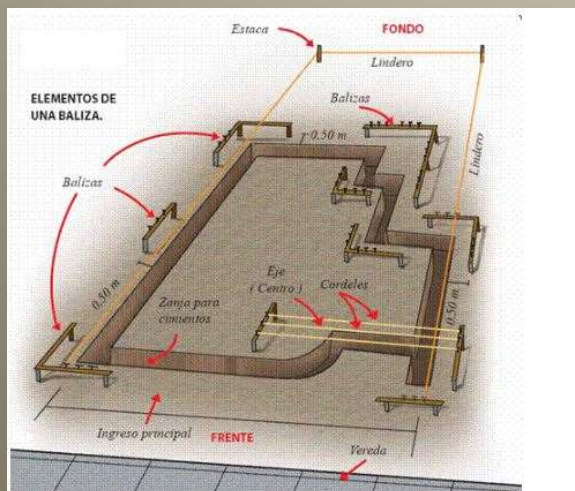 Estaca
FONDO
Lindero
ELEMENTOS DE
UNA BALIZA.
Balizas
0.50 m
Lindero
Balizas
Eje
( Centro )
Cordeles
0.50 m
Zanja para
cimientos
0.50 m
Ingreso principal
FRENTE
Vereda